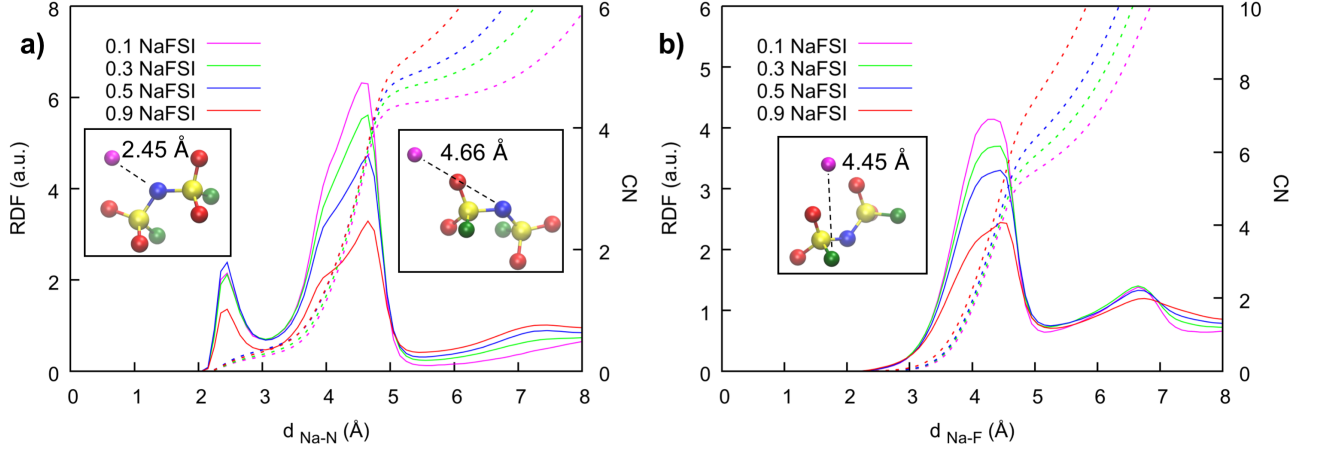 a)
8
6
4
2
0
0
1
2
3
4
5
6
7
8
6
4
2
0
RDF (a.u.)
CN
d Na-N (Å)
0.1 NaFSI
0.3 NaFSI
0.5 NaFSI
0.9 NaFSI
2.45 Å
4.66 Å
b)
6
5
4
3
2
1
0
0
1
2
3
4
5
6
7
8
10
8
6
4
2
0
RDF (a.u.)
CN
d Na-F (Å)
0.1 NaFSI
0.3 NaFSI
0.5 NaFSI
0.9 NaFSI
4.45 Å